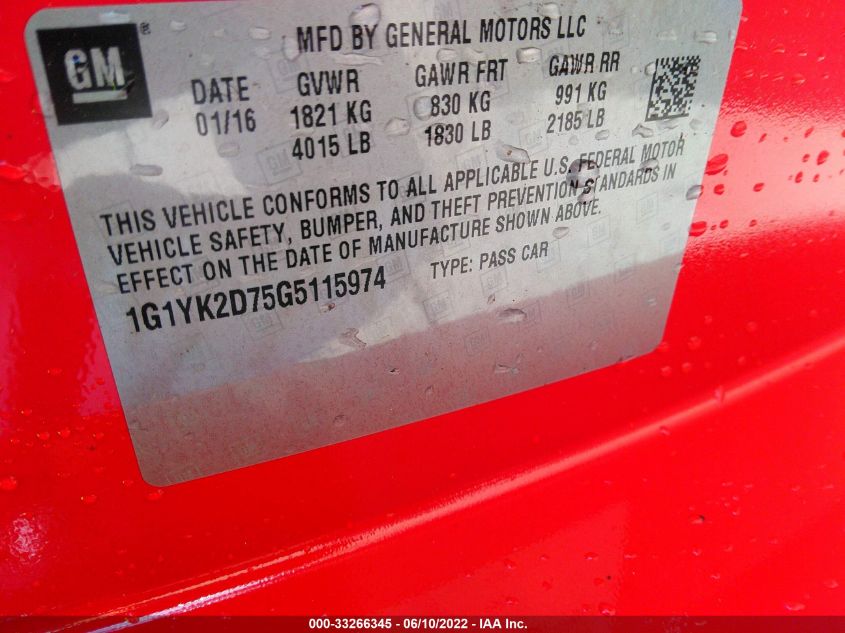 GM ®
MFD BY GENERAL MOTORS LLC
DATE GVWR GAWR FRT GAWR RR
01/16 1821 KG 830 KG 991 KG
4015 LB 1830 LB 2185 LB
THIS VEHICLE CONFORMS TO ALL APPLICABLE U.S. FEDERAL MOTOR
VEHICLE SAFETY, BUMPER, AND THEFT PREVENTION STANDARDS IN
EFFECT ON THE DATE OF MANUFACTURE SHOWN ABOVE.
1G1YK2D75G5115974 TYPE: PASS CAR
000-33266345 - 06/10/2022 - IAA Inc.